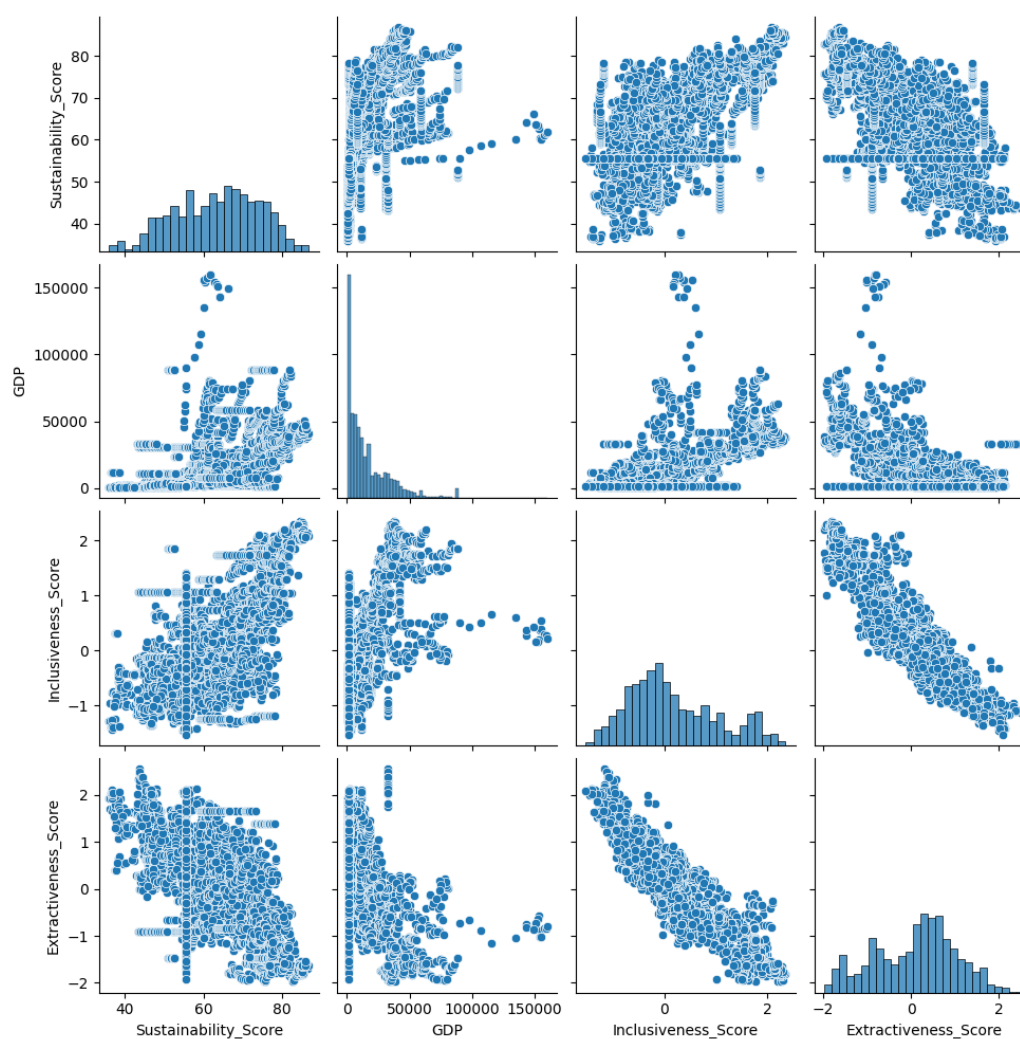 Sustainability_Score
80
70
60
50
40
GDP
150000
100000
50000
0
Inclusiveness_Score
2
1
0
−1
Extractiveness_Score
2
1
0
−1
−2
40 60 80
0 50000 100000 150000
0 2
−2 0 2
Sustainability_Score GDP Inclusiveness_Score Extractiveness_Score